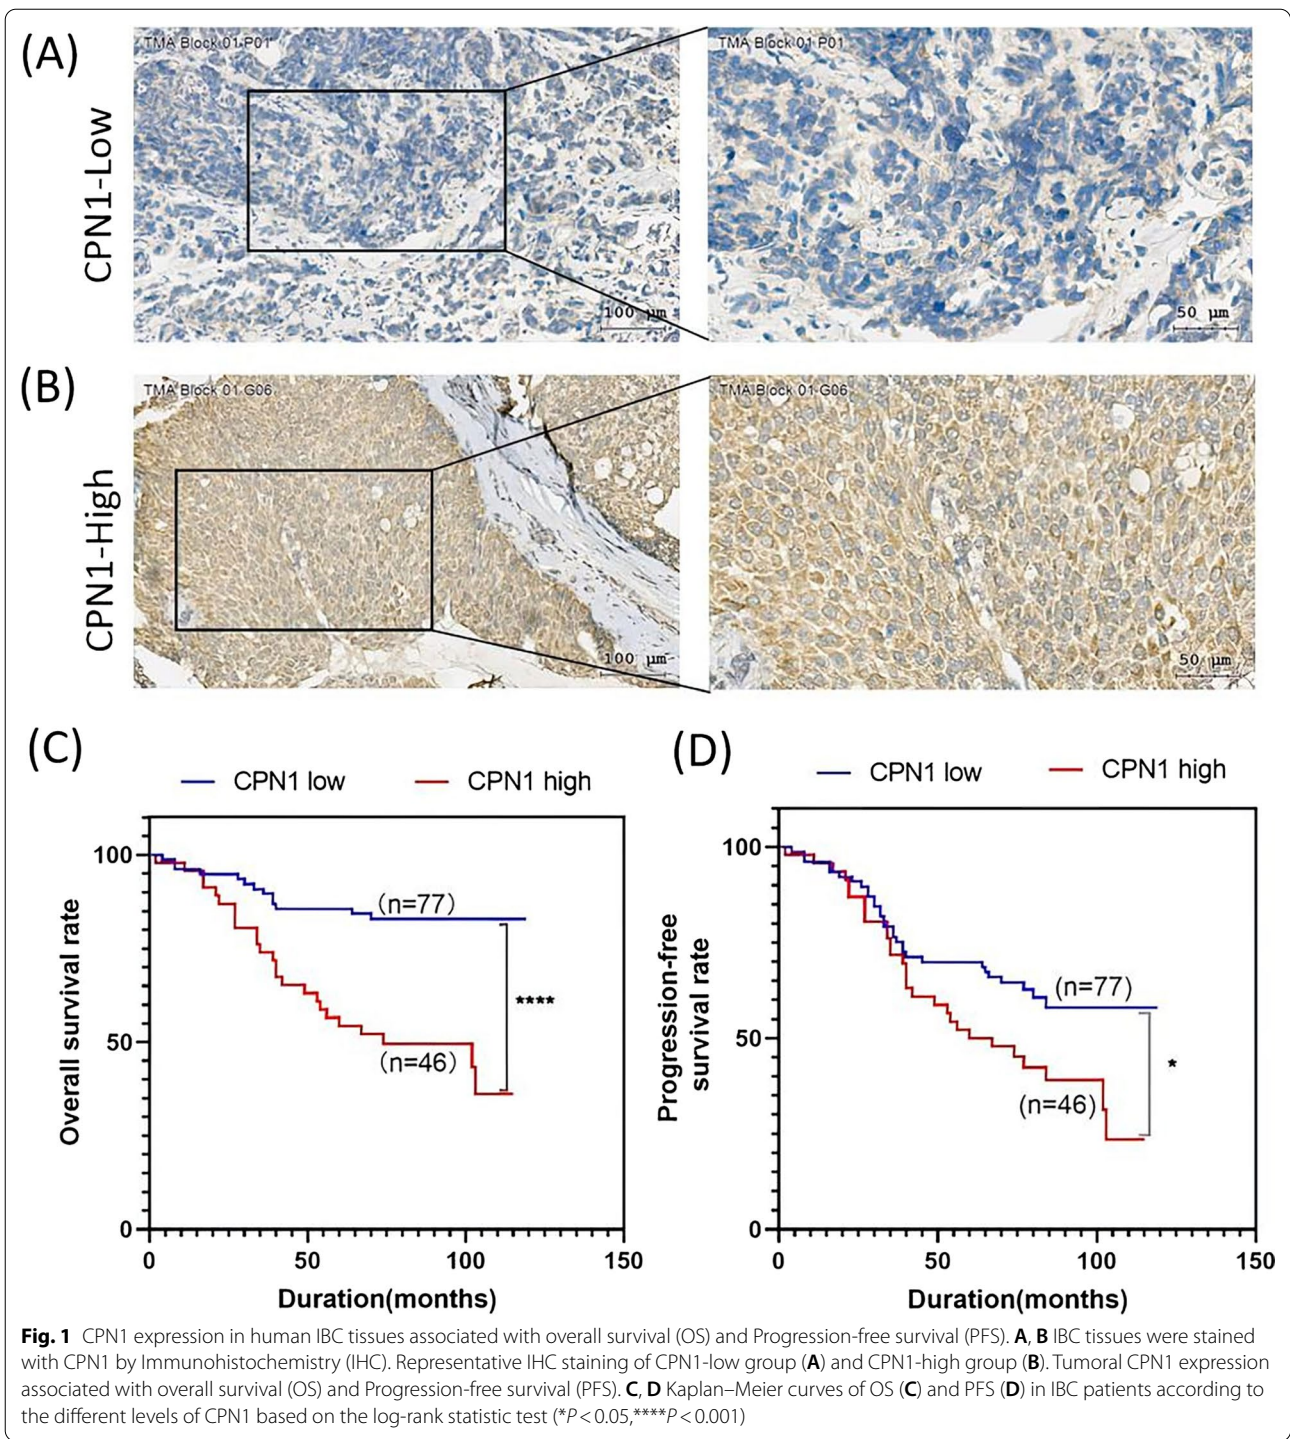 (A)
CPN1-Low
TMA Block 01 P01
100 µm
TMA Block 01 P01
50 µm
(B)
CPN1-High
TMA Block 01 G06
100 µm
TMA Block 01 G06
50 µm
(C)
CPN1 low
CPN1 high
Overall survival rate
100
50
0
(n=77)
(n=46)
****
0
50
100
150
Duration(months)
(D)
CPN1 low
CPN1 high
Progression-free
survival rate
100
50
0
(n=77)
(n=46)
*
0
50
100
150
Duration(months)
Fig. 1 CPN1 expression in human IBC tissues associated with overall survival (OS) and Progression-free survival (PFS). A, B IBC tissues were stained
with CPN1 by Immunohistochemistry (IHC). Representative IHC staining of CPN1-low group (A) and CPN1-high group (B). Tumoral CPN1 expression
associated with overall survival (OS) and Progression-free survival (PFS). C, D Kaplan–Meier curves of OS (C) and PFS (D) in IBC patients according to
the different levels of CPN1 based on the log-rank statistic test (*P < 0.05,****P < 0.001)